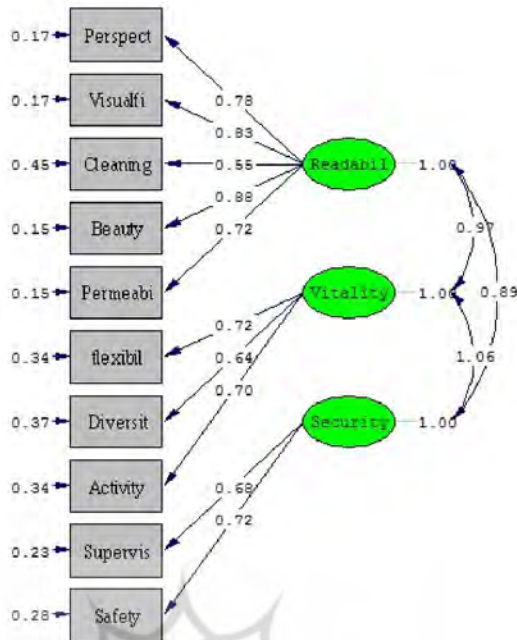 0.17 Perspect
0.78
0.17 Visualfi
0.83
0.45 Cleaning 0.55 Readabil 1.00
0.88
0.15 Beauty
0.72
0.97
0.15 Permeabi Vitality 1.00 0.89
0.72
0.34 flexibil
0.64
1.06
0.70
0.37 Diversit Security 1.00
0.34 Activity
0.68
0.72
0.23 Supervis
0.28 Safety